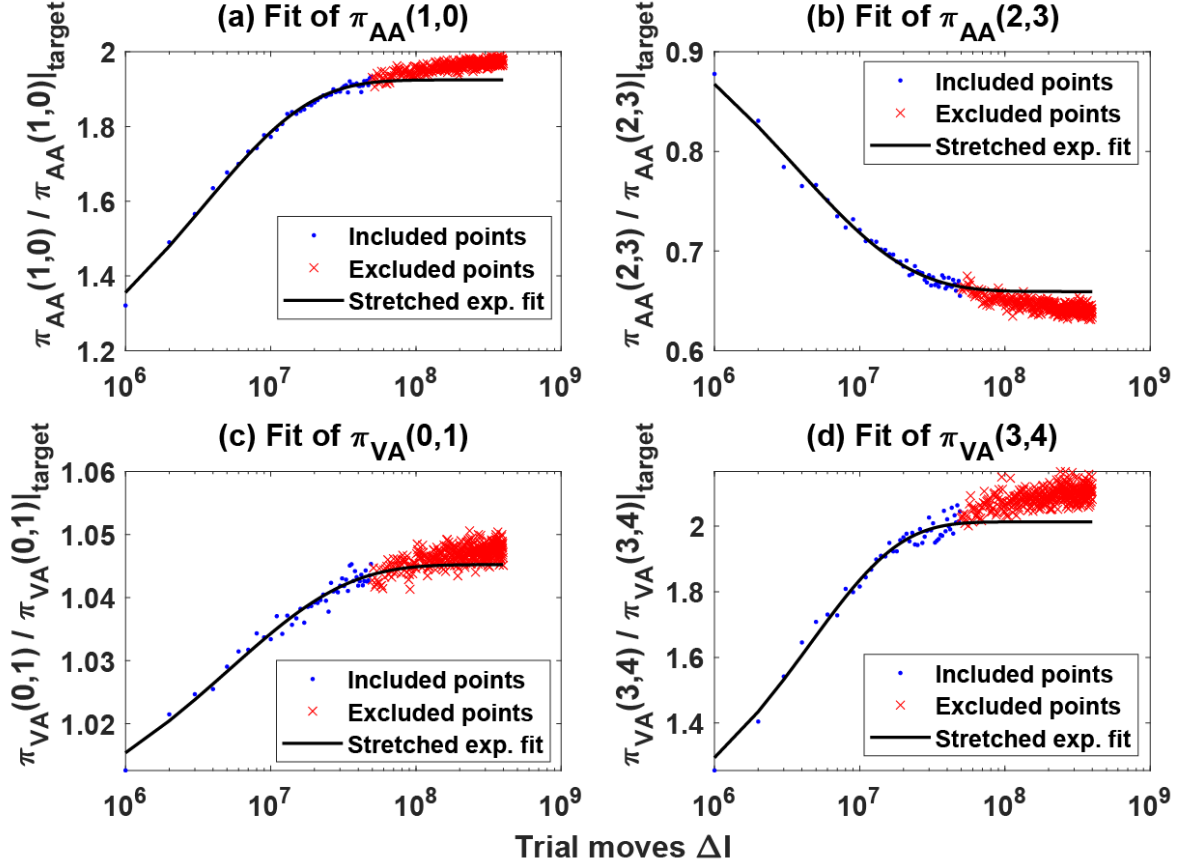 (a) Fit of π_AA(1,0)
π_AA(1,0) / π_AA(1,0)|_target
2
1.8
1.6
1.4
1.2
Included points
Excluded points
Stretched exp. fit
10^6 10^7 10^8 10^9
(b) Fit of π_AA(2,3)
π_AA(2,3) / π_AA(2,3)|_target
0.9
0.8
0.7
0.6
Included points
Excluded points
Stretched exp. fit
10^6 10^7 10^8 10^9
(c) Fit of π_VA(0,1)
π_VA(0,1) / π_VA(0,1)|_target
1.06
1.05
1.04
1.03
1.02
Included points
Excluded points
Stretched exp. fit
10^6 10^7 10^8 10^9
(d) Fit of π_VA(3,4)
π_VA(3,4) / π_VA(3,4)|_target
2
1.8
1.6
1.4
Included points
Excluded points
Stretched exp. fit
10^6 10^7 10^8 10^9
Trial moves ΔI